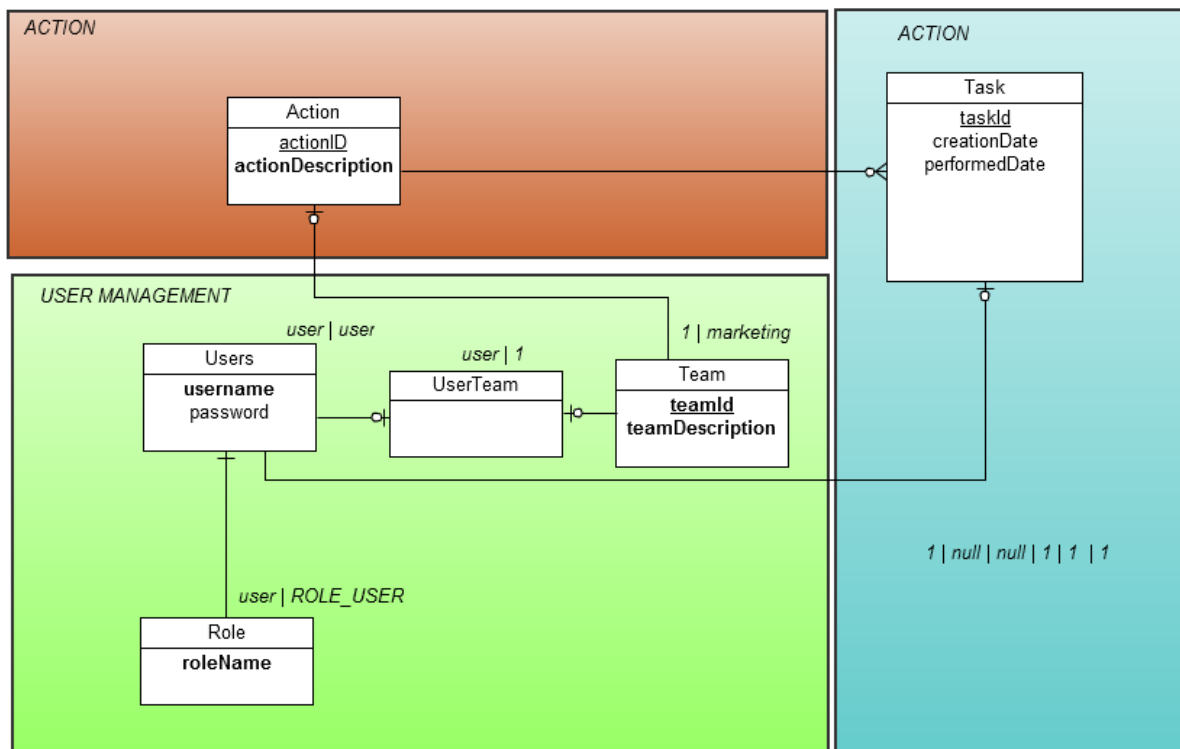 ACTION
Action
actionID
actionDescription
ACTION
Task
taskId
creationDate
performedDate
USER MANAGEMENT
user | user
Users
username
password
user | 1
UserTeam
1 | marketing
Team
teamId
teamDescription
user | ROLE_USER
Role
roleName
1 | null | null | 1 | 1 | 1